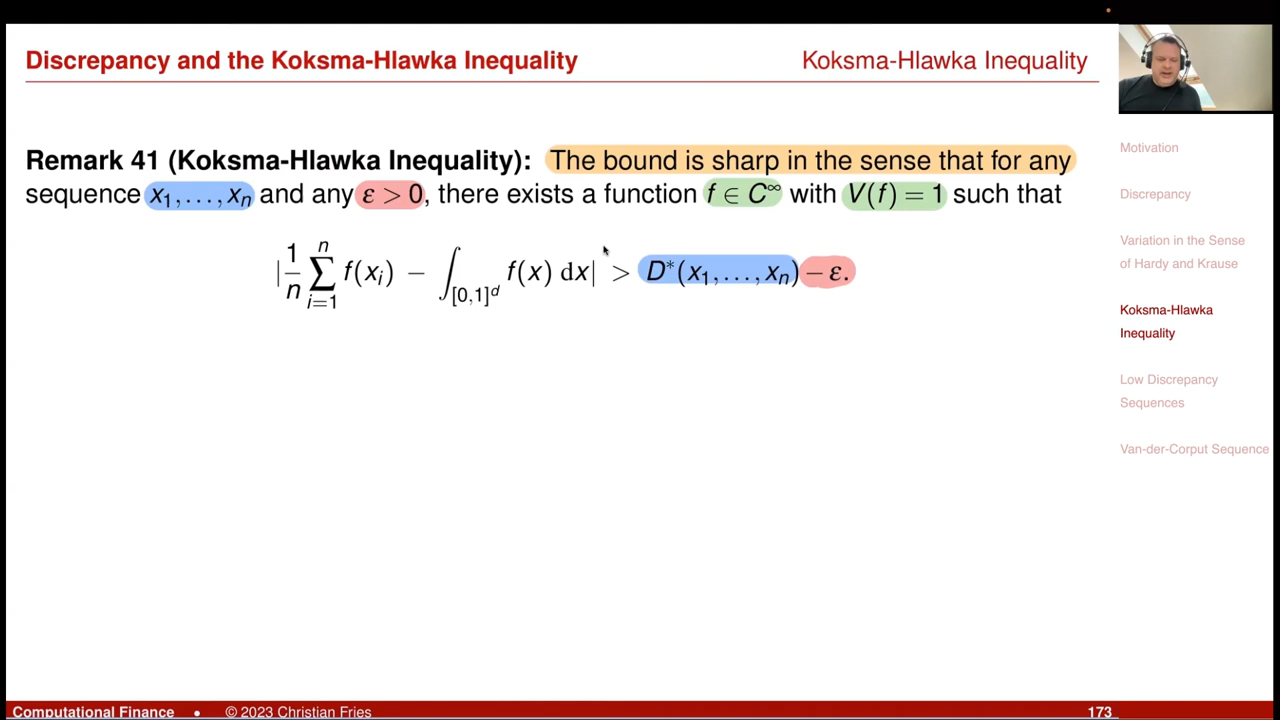 Discrepancy and the Koksma-Hlawka Inequality
Koksma-Hlawka Inequality
Remark 41 (Koksma-Hlawka Inequality): The bound is sharp in the sense that for any
sequence x₁,…,xₙ and any ε > 0, there exists a function f ∈ C^∞ with V(f) = 1 such that
|1/n ∑_{i=1}^{n} f(xᵢ) − ∫_{[0,1]^d} f(x) dx| > D*(x₁,…,xₙ) − ε.
Motivation
Discrepancy
Variation in the Sense
of Hardy and Krause
Koksma-Hlawka
Inequality
Low Discrepancy
Sequences
Van-der-Corput Sequence
Computational Finance • © 2023 Christian Fries
173